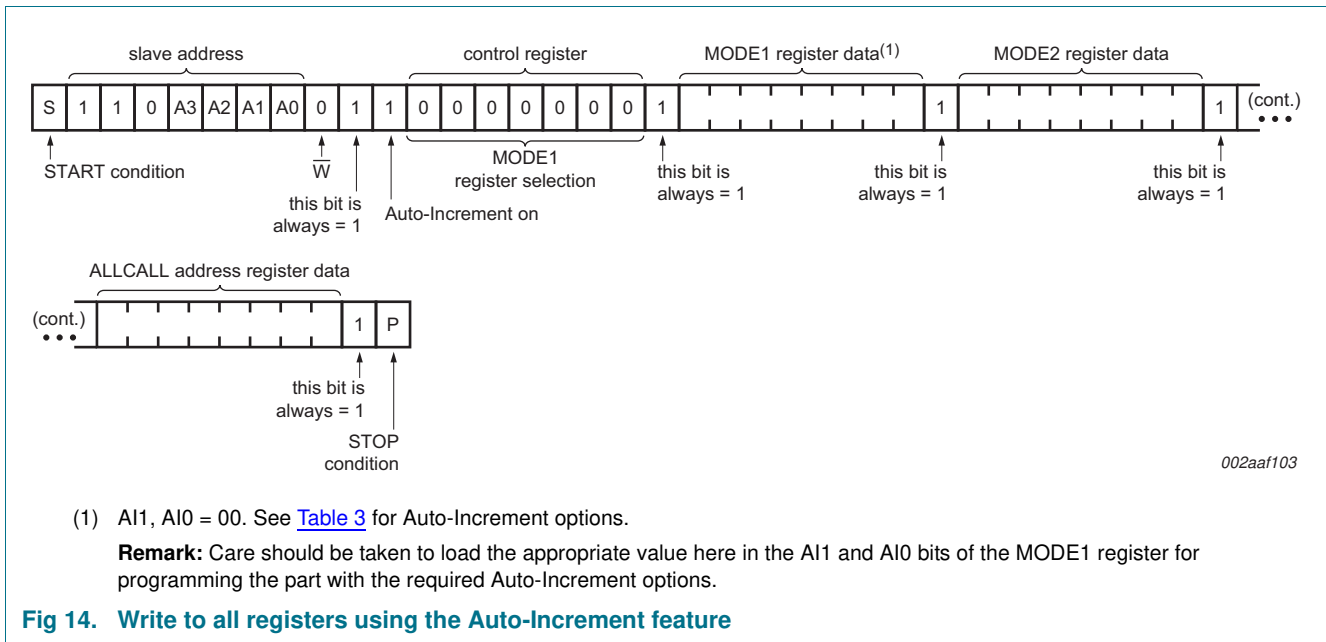 slave address control register MODE1 register data(1) MODE2 register data
S 1 1 0 A3 A2 A1 A0 0 1 1 0 0 0 0 0 0 0 1 1 1 (cont.)
START condition W this bit is always = 1 Auto-Increment on MODE1 register selection this bit is always = 1 this bit is always = 1 this bit is always = 1
ALLCALL address register data
(cont.) 1 P
this bit is
always = 1
STOP
condition
002aaf103
(1) AI1, AI0 = 00. See Table 3 for Auto-Increment options.
Remark: Care should be taken to load the appropriate value here in the AI1 and AI0 bits of the MODE1 register for
programming the part with the required Auto-Increment options.
Fig 14. Write to all registers using the Auto-Increment feature